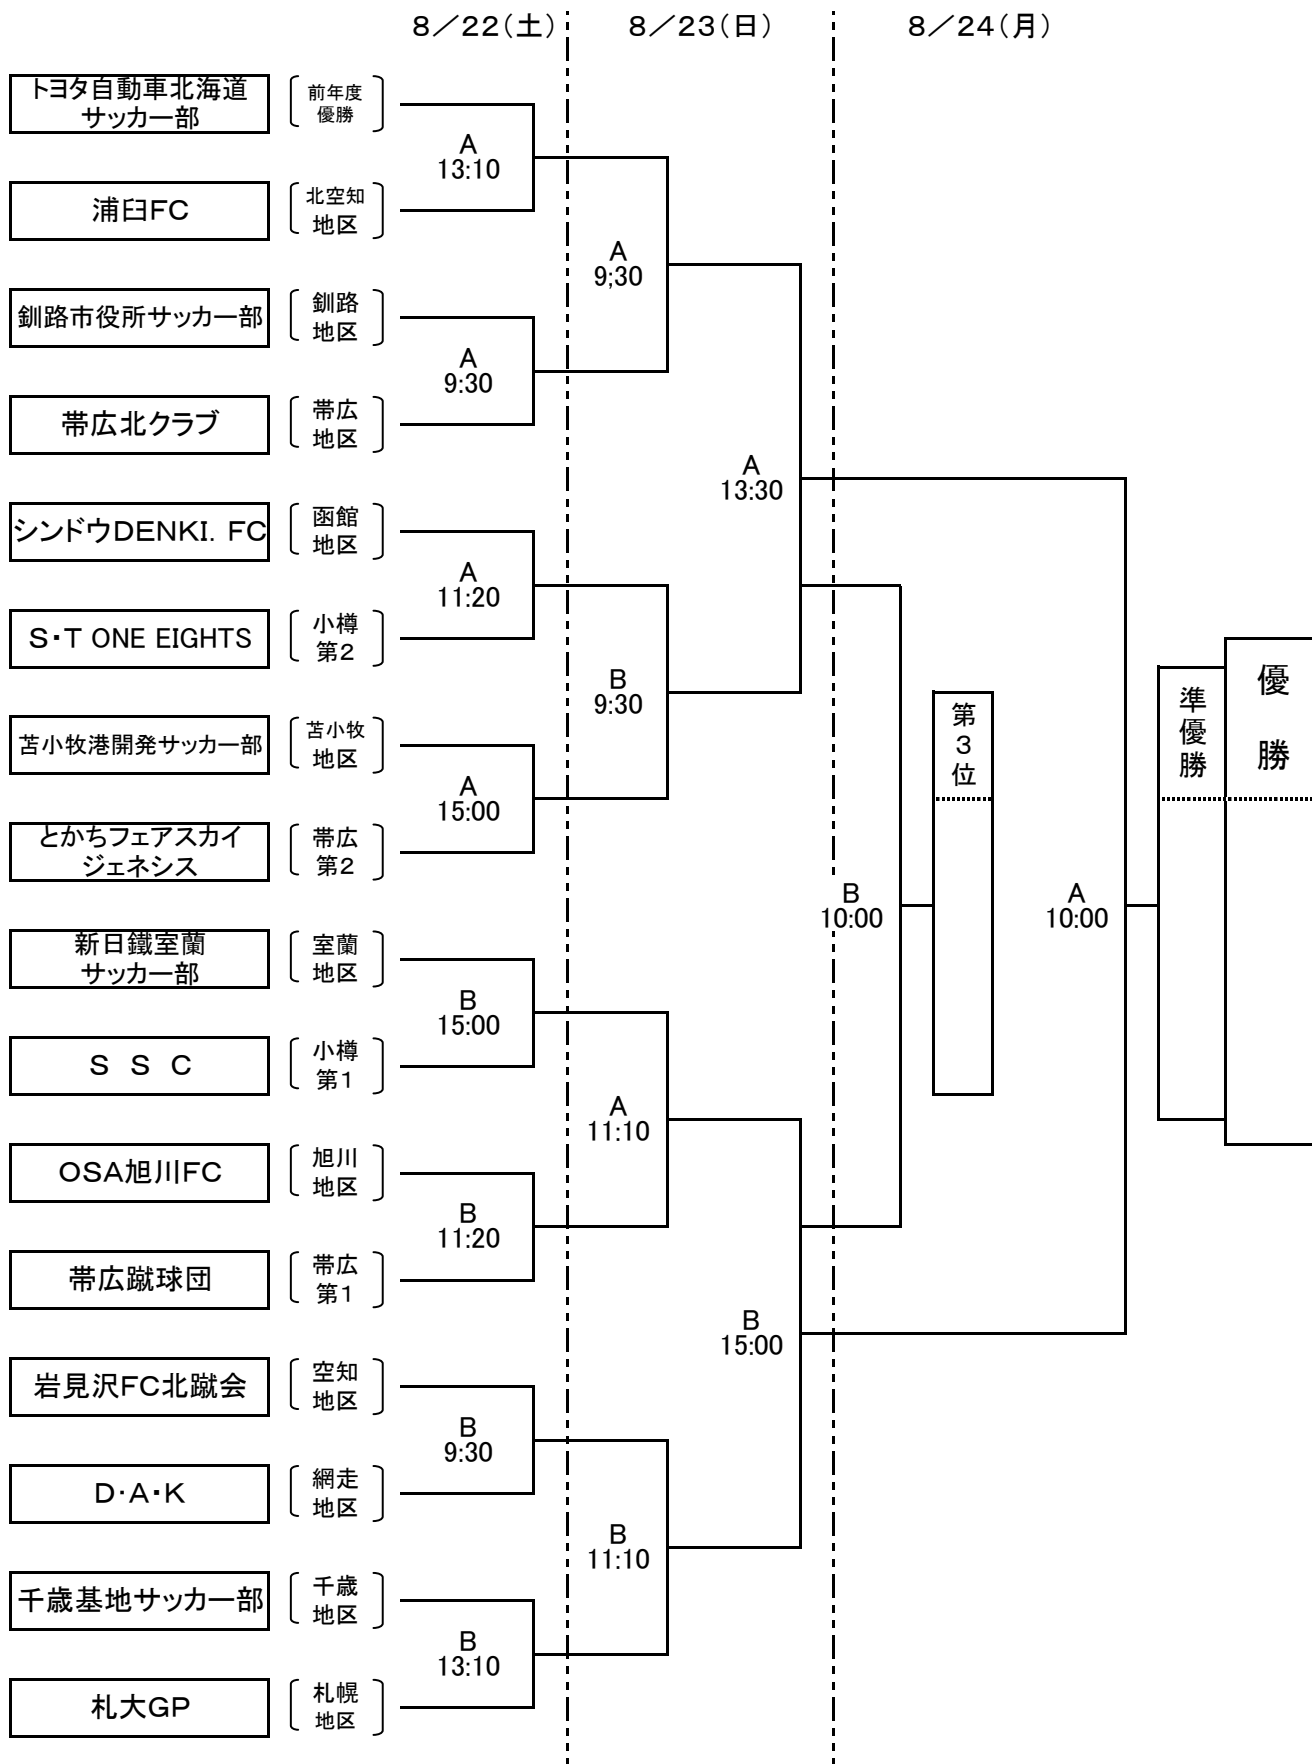 8／22（土）
8／23（日）
8／24（月）
トヨタ自動車北海道
サッカー部
前年度
優勝
A
13:10
浦臼FC
北空知
地区
A
9;30
釧路市役所サッカー部
釧路
地区
A
9:30
帯広北クラブ
帯広
地区
A
13:30
シンドウDENKI．FC
函館
地区
A
11:20
S・T ONE EIGHTS
小樽
第2
B
9:30
苫小牧港開発サッカー部
苫小牧
地区
A
15:00
とかちフェアスカイ
ジェネシス
帯広
第2
第
3
位
準
優
勝
優
勝
B
10:00
A
10:00
新日鐵室蘭
サッカー部
室蘭
地区
B
15:00
S　S　C
小樽
第1
A
11:10
OSA旭川FC
旭川
地区
B
11:20
帯広蹴球団
帯広
第1
B
15:00
岩見沢FC北蹴会
空知
地区
B
9:30
D・A・K
網走
地区
B
11:10
千歳基地サッカー部
千歳
地区
B
13:10
札大GP
札幌
地区